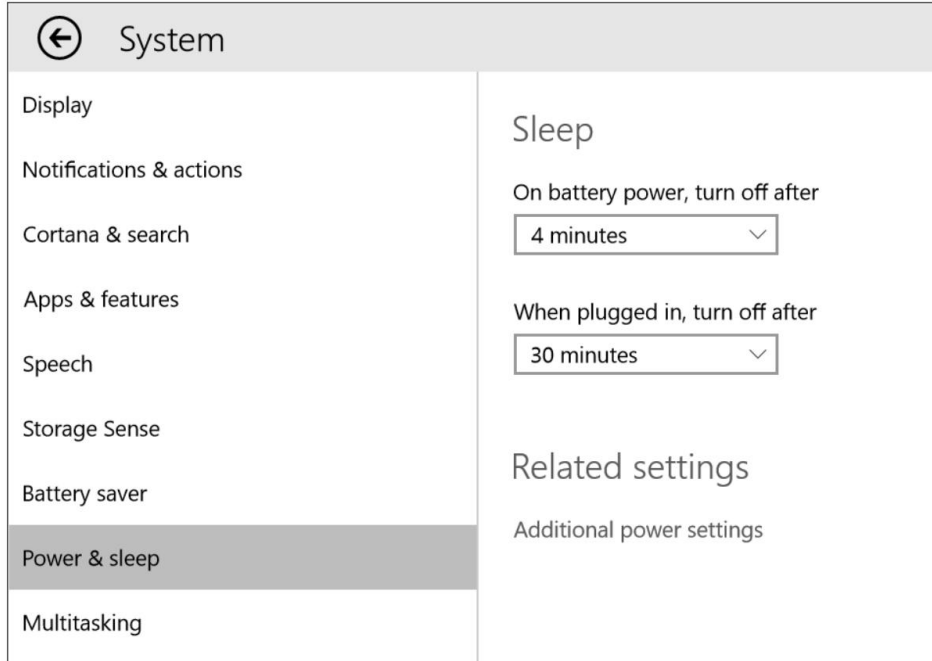 System
Display
Notifications & actions
Cortana & search
Apps & features
Speech
Storage Sense
Battery saver
Power & sleep
Multitasking
Sleep
On battery power, turn off after
4 minutes
When plugged in, turn off after
30 minutes
Related settings
Additional power settings